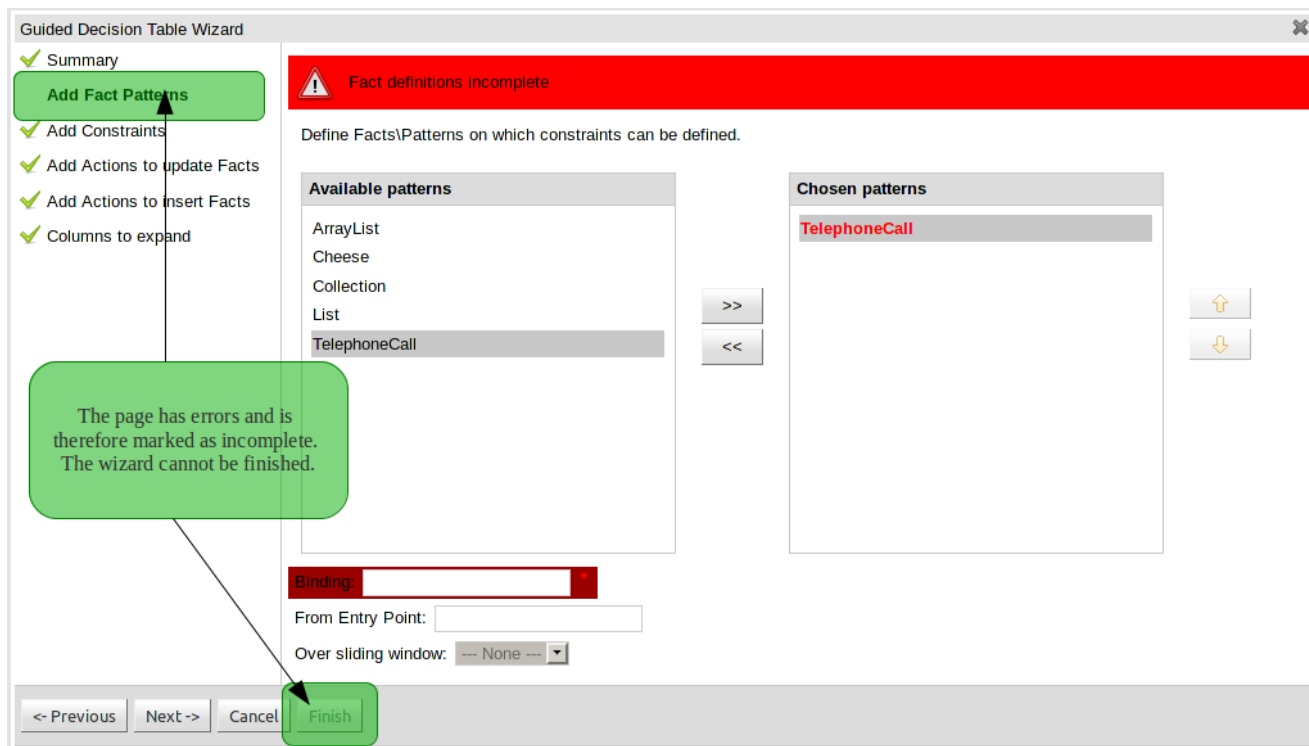 Guided Decision Table Wizard
Summary
Add Fact Patterns
Add Constraints
Add Actions to update Facts
Add Actions to insert Facts
Columns to expand
The page has errors and is
therefore marked as incomplete.
The wizard cannot be finished.
Fact definitions incomplete
Define Facts\Patterns on which constraints can be defined.
Available patterns
ArrayList
Cheese
Collection
List
TelephoneCall
>>
<<
Chosen patterns
TelephoneCall
Binding: *
From Entry Point:
Over sliding window: --- None ---
<- Previous Next -> Cancel Finish